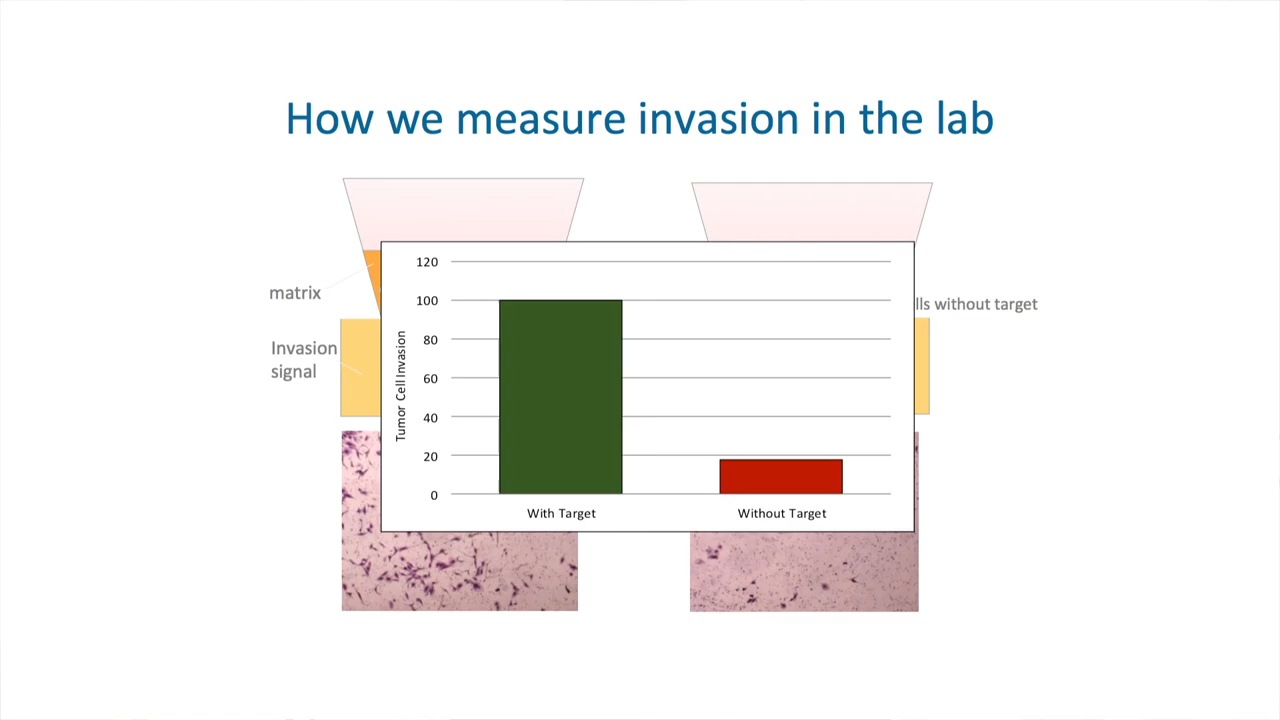 How we measure invasion in the lab
matrix
Invasion
signal
lls without target
120
100
80
60
40
20
0
Tumor Cell Invasion
With Target
Without Target